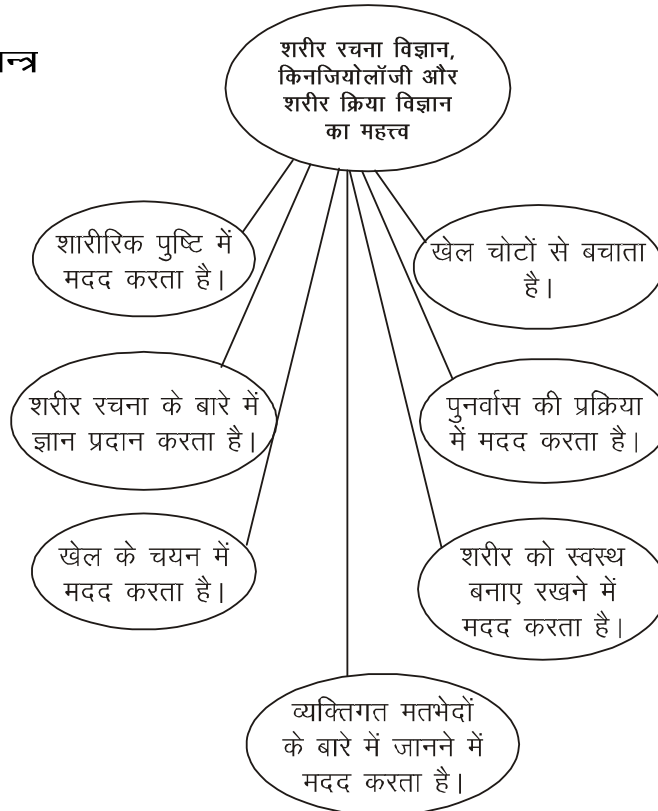 शरीर रचना विज्ञान,
किनजियोलॉजी और
शरीर क्रिया विज्ञान
का महत्त्व
शारीरिक पुष्टि में
मदद करता है।
खेल चोटों से बचाता
है।
शरीर रचना के बारे में
ज्ञान प्रदान करता है।
पुनर्वास की प्रक्रिया
में मदद करता है।
खेल के चयन में
मदद करता है।
शरीर को स्वस्थ
बनाए रखने में
मदद करता है।
व्यक्तिगत मतभेदों
के बारे में जानने में
मदद करता है।